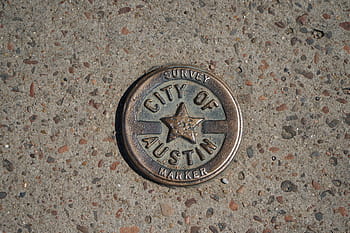 SURVEY
CITY OF
AUSTIN
MARKER